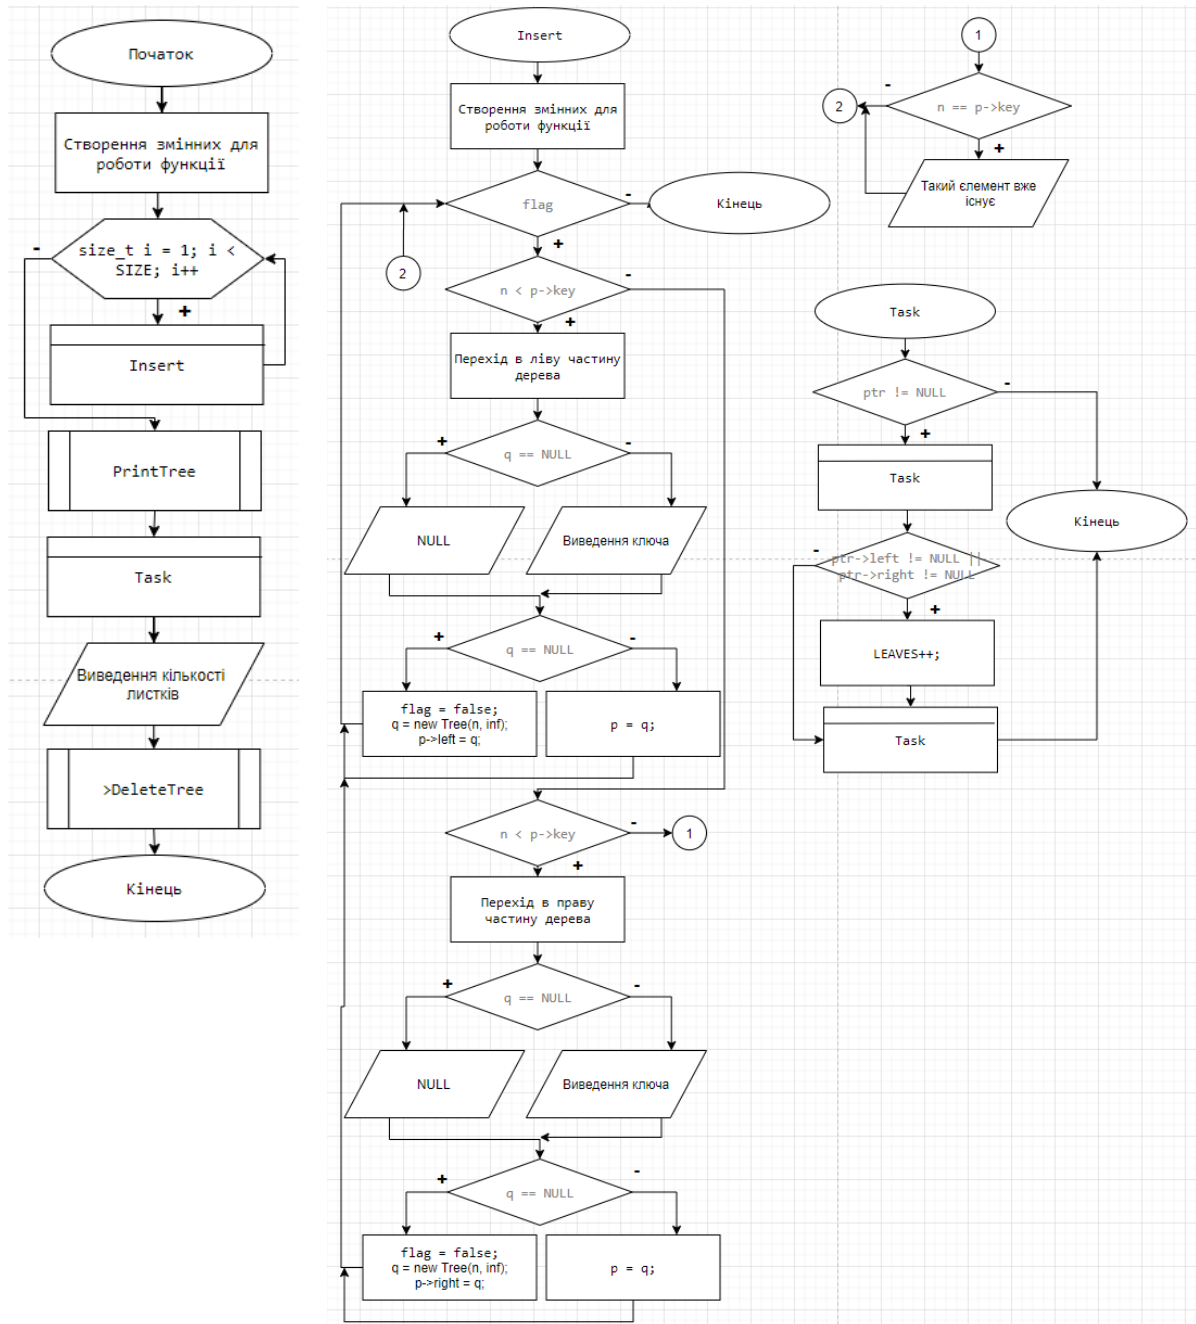 Початок
Створення змінних для
роботи функції
-
size_t i = 1; i <
SIZE; i++
+
Insert
PrintTree
Task
Виведення кількості
листків
>DeleteTree
Кінець
Insert
Створення змінних для
роботи функції
flag
-
Кінець
+
2
n < p->key
-
+
Перехід в ліву частину
дерева
+
q == NULL
-
NULL
Виведення ключа
+
q == NULL
-
flag = false;
q = new Tree(n, inf);
p->left = q;
p = q;
n < p->key
-
1
+
Перехід в праву
частину дерева
+
q == NULL
-
NULL
Виведення ключа
+
q == NULL
-
flag = false;
q = new Tree(n, inf);
p->right = q;
p = q;
1
-
2
n == p->key
+
Такий єлемент вже
існує
Task
ptr != NULL
-
+
Task
Кінець
-
ptr->left != NULL ||
ptr->right != NULL
+
LEAVES++;
Task